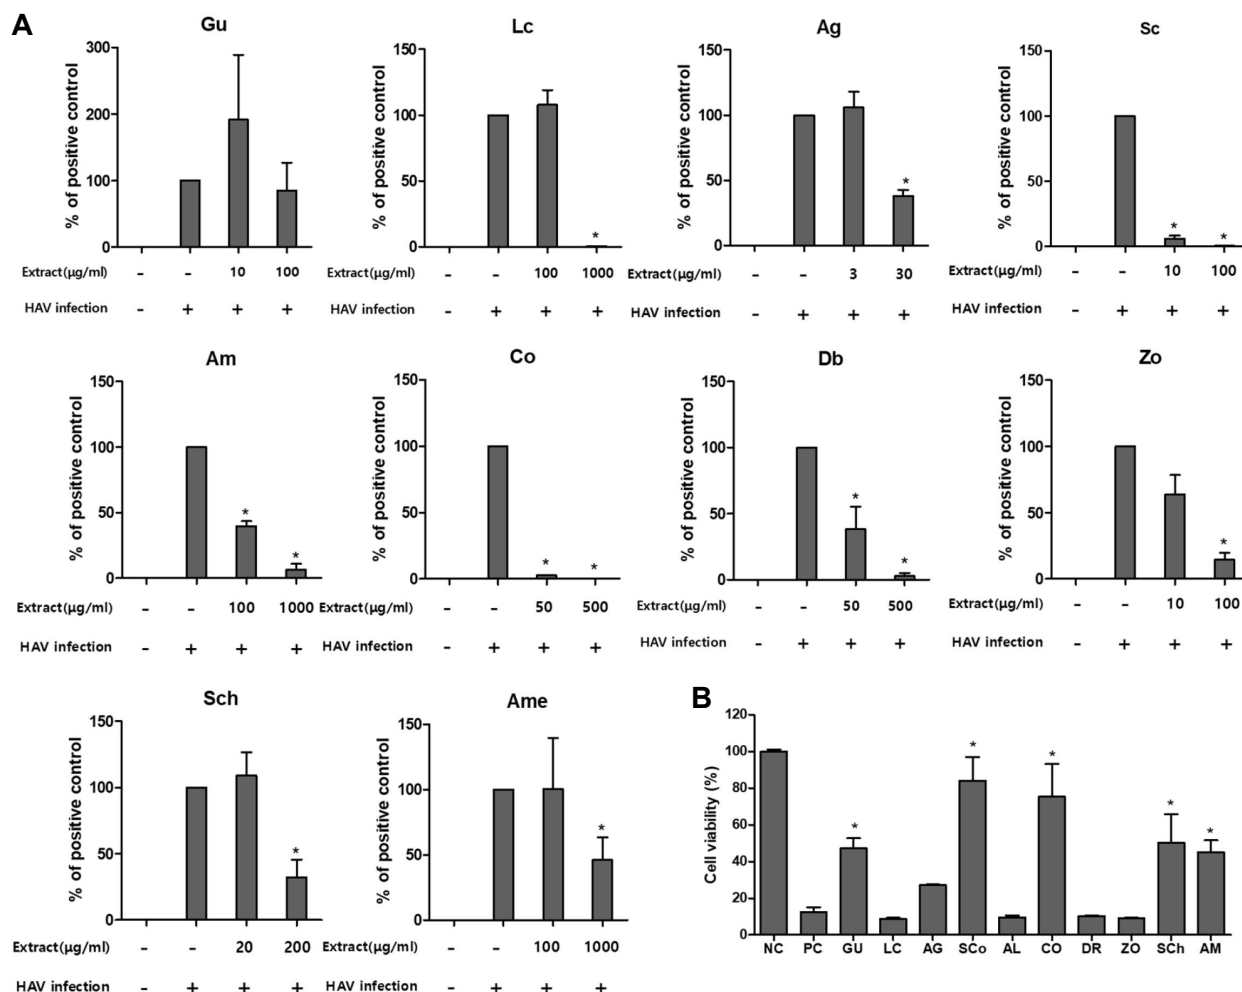 A
Gu
Lc
Ag
Sc
% of positive control
300
200
100
0
% of positive control
150
100
50
0
% of positive control
150
100
50
0
% of positive control
150
100
50
0
Extract(μg/ml) - - 10 100
HAV infection - + + +
Extract(μg/ml) - - 100 1000
HAV infection - + + +
Extract(μg/ml) - - 3 30
HAV infection - + + +
Extract(μg/ml) - - 10 100
HAV infection - + + +
*
*
*
*
Am
Co
Db
Zo
% of positive control
150
100
50
0
% of positive control
150
100
50
0
% of positive control
150
100
50
0
% of positive control
150
100
50
0
*
*
*
*
*
*
*
Extract(μg/ml) - - 100 1000
HAV infection - + + +
Extract(μg/ml) - - 50 500
HAV infection - + + +
Extract(μg/ml) - - 50 500
HAV infection - + + +
Extract(μg/ml) - - 10 100
HAV infection - + + +
Sch
Ame
% of positive control
150
100
50
0
% of positive control
150
100
50
0
*
*
Extract(μg/ml) - - 20 200
HAV infection - + + +
Extract(μg/ml) - - 100 1000
HAV infection - + + +
B
Cell viability (%)
120
100
80
60
40
20
0
*
*
*
*
*
NC PC GU LC AG SCo AL CO DR ZO SCh AM